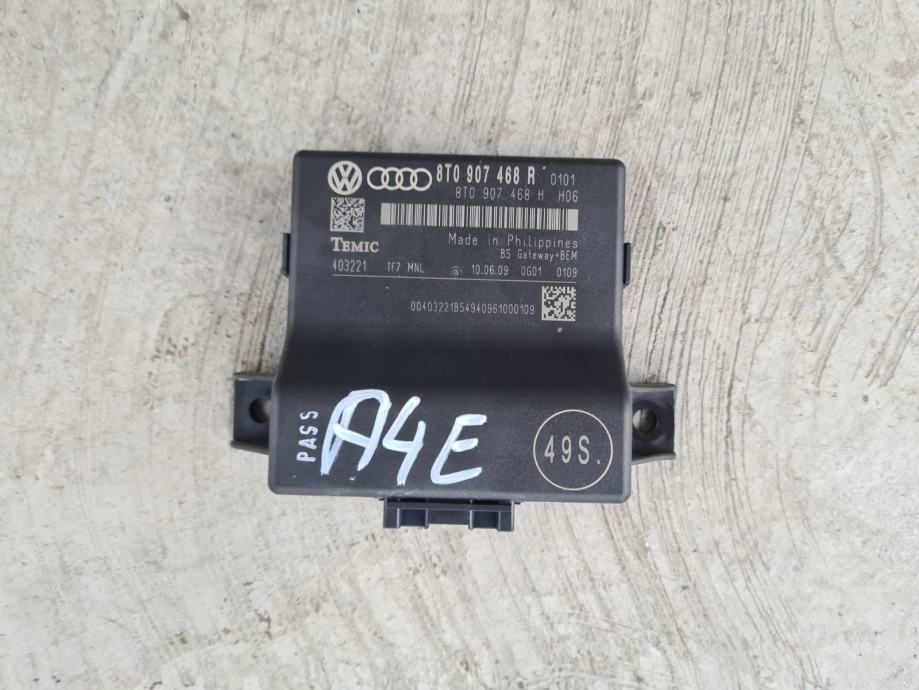 8T0 907 468 R 0101
8T0 907 468 H H06
TEMIC
Made in Philippines
B5 Gateway+BEM
403221 TF7 MNL 10.06.09 0G01 0109
00403221B54940961000109
PASS
A4E
49S.